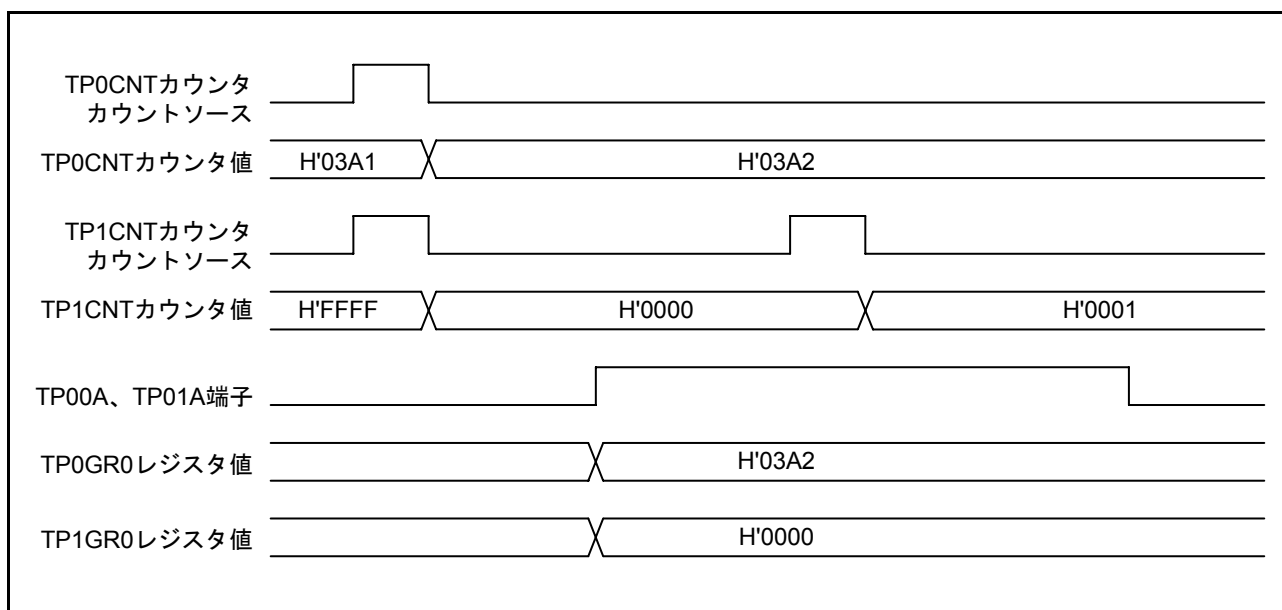 TP0CNTカウンタ
カウントソース
TP0CNTカウンタ値
H'03A1
H'03A2
TP1CNTカウンタ
カウントソース
TP1CNTカウンタ値
H'FFFF
H'0000
H'0001
TP00A、TP01A端子
TP0GR0レジスタ値
H'03A2
TP1GR0レジスタ値
H'0000